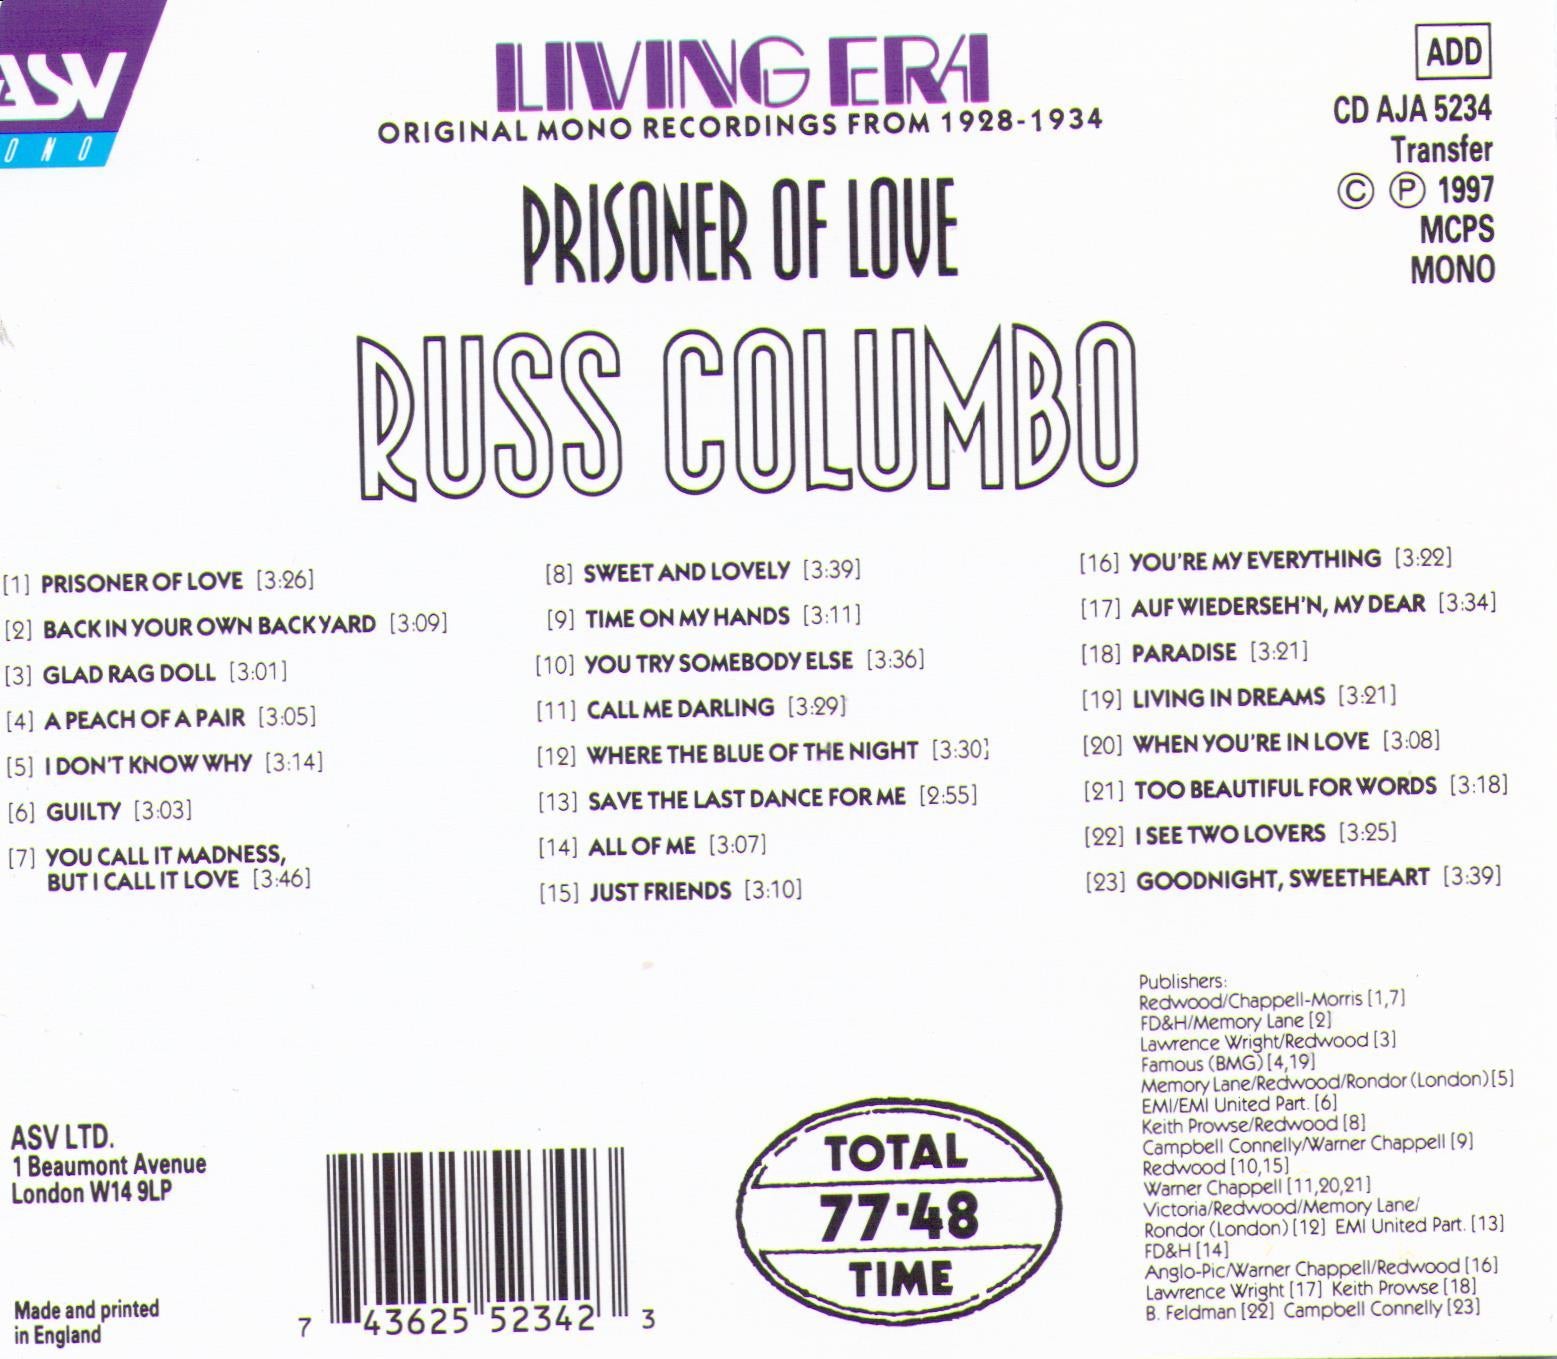 ASV
ONO
LIVING ERA
ORIGINAL MONO RECORDINGS FROM 1928-1934
PRISONER OF LOVE
RUSS COLUMBO
ADD
CD AJA 5234
Transfer
Ⓒ Ⓟ 1997
MCPS
MONO
[1] PRISONER OF LOVE [3:26]
[2] BACK IN YOUR OWN BACK YARD [3:09]
[3] GLAD RAG DOLL [3:01]
[4] A PEACH OF A PAIR [3:05]
[5] I DON'T KNOW WHY [3:14]
[6] GUILTY [3:03]
[7] YOU CALL IT MADNESS,
BUT I CALL IT LOVE [3:46]
[8] SWEET AND LOVELY [3:39]
[9] TIME ON MY HANDS [3:11]
[10] YOU TRY SOMEBODY ELSE [3:36]
[11] CALL ME DARLING [3:29]
[12] WHERE THE BLUE OF THE NIGHT [3:30]
[13] SAVE THE LAST DANCE FOR ME [2:55]
[14] ALL OF ME [3:07]
[15] JUST FRIENDS [3:10]
[16] YOU'RE MY EVERYTHING [3:22]
[17] AUF WIEDERSEH'N, MY DEAR [3:34]
[18] PARADISE [3:21]
[19] LIVING IN DREAMS [3:21]
[20] WHEN YOU'RE IN LOVE [3:08]
[21] TOO BEAUTIFUL FOR WORDS [3:18]
[22] I SEE TWO LOVERS [3:25]
[23] GOODNIGHT, SWEETHEART [3:39]
Publishers:
Redwood/Chappell-Morris [1,7]
FD&H/Memory Lane [2]
Lawrence Wright/Redwood [3]
Famous (BMG) [4,19]
Memory Lane/Redwood/Rondor (London) [5]
EMI/EMI United Part. [6]
Keith Prowse/Redwood [8]
Campbell Connelly/Warner Chappell [9]
Redwood [10,15]
Warner Chappell [11,20,21]
Victoria/Redwood/Memory Lane/
Rondor (London) [12] EMI United Part. [13]
FD&H [14]
Anglo-Pic/Warner Chappell/Redwood [16]
Lawrence Wright [17] Keith Prowse [18]
B. Feldman [22] Campbell Connelly [23]
ASV LTD.
1 Beaumont Avenue
London W14 9LP
Made and printed
in England
7 43625 52342 3
TOTAL
77·48
TIME